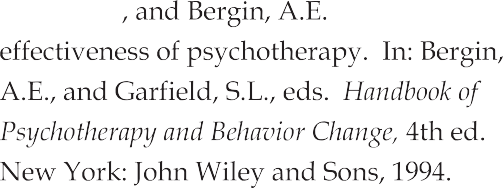 , and Bergin, A.E.
effectiveness of psychotherapy. In: Bergin,
A.E., and Garfield, S.L., eds. Handbook of
Psychotherapy and Behavior Change, 4th ed.
New York: John Wiley and Sons, 1994.